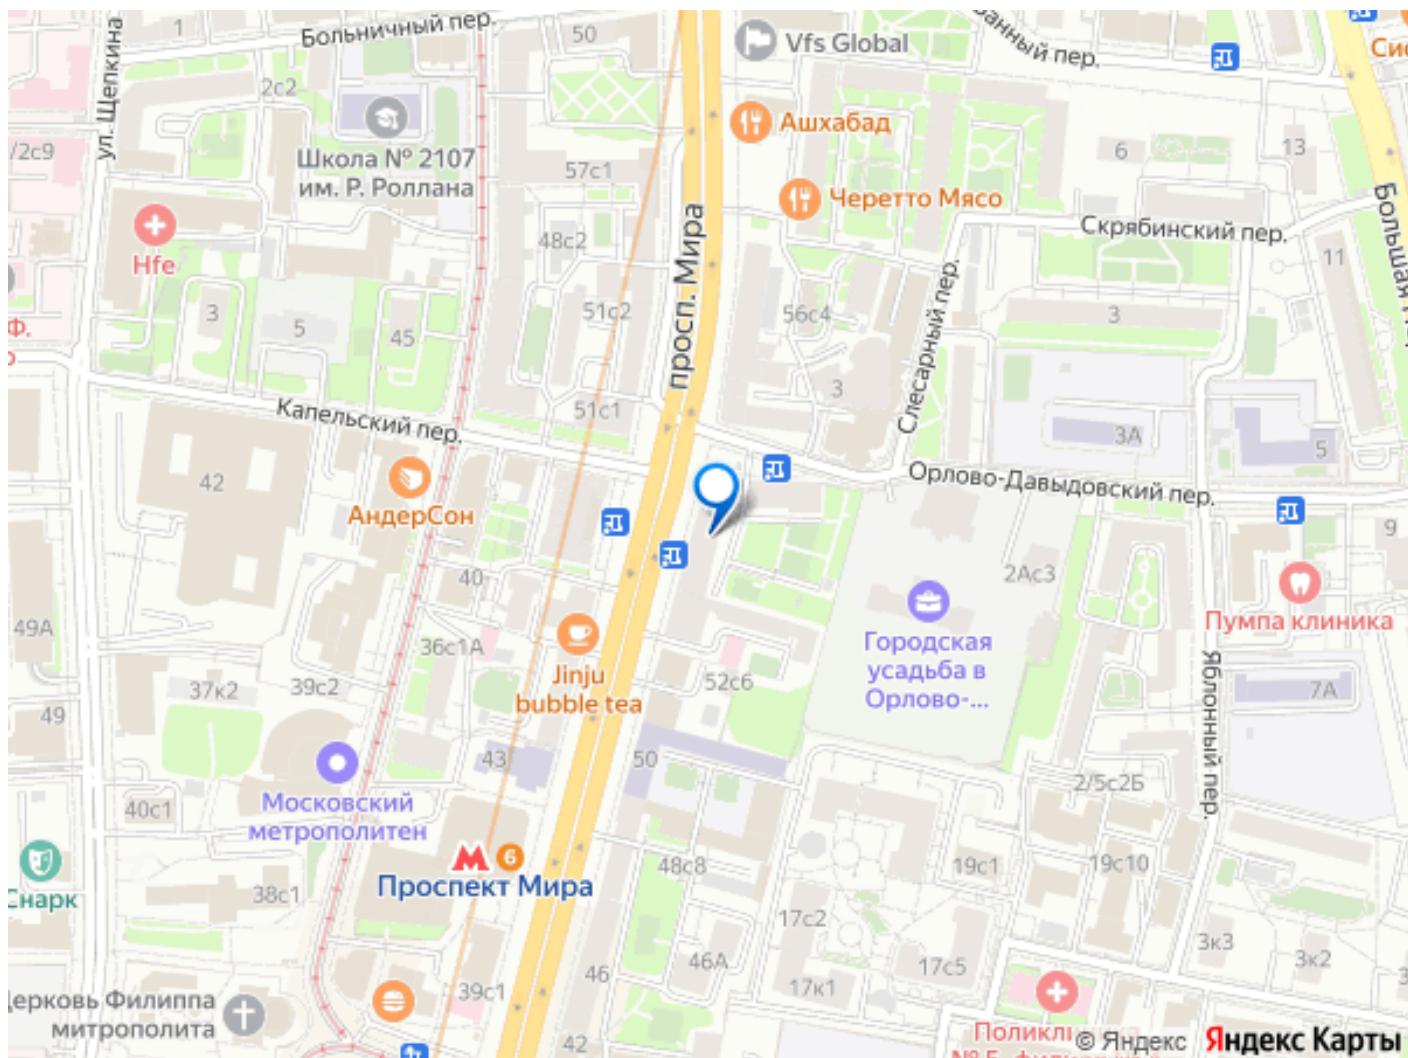 Больничный пер.
50
1
Vfs Global
ул. Щепкина
2с2
Ашхабад
/2с9
Школа № 2107
им. Р. Роллана
57с1
6
13
Черетто Мясо
Скрябинский пер.
Hfe
48с2
просп. Мира
11
3
5
45
51с2
56с4
3
Слесарный пер.
3
Капельский пер.
51с1
3А
5
Орлово-Давыдовский пер.
42
АндерСон
9
40
2Ас3
49А
Пумпа клиника
36с1А
Городская
усадьба в
Орлово-...
Jinju
bubble tea
37к2
39с2
52с6
7А
49
Яблонный пер.
43
50
2/5с2Б
Московский
метрополитен
40с1
6
Проспект Мира
48с8
19с1
19с10
Снарк
38с1
17с2
3к3
3к2
46А
17с5
46
17к1
39с1
Церковь Филиппа
митрополита
42
© Яндекс
Яндекс Карты